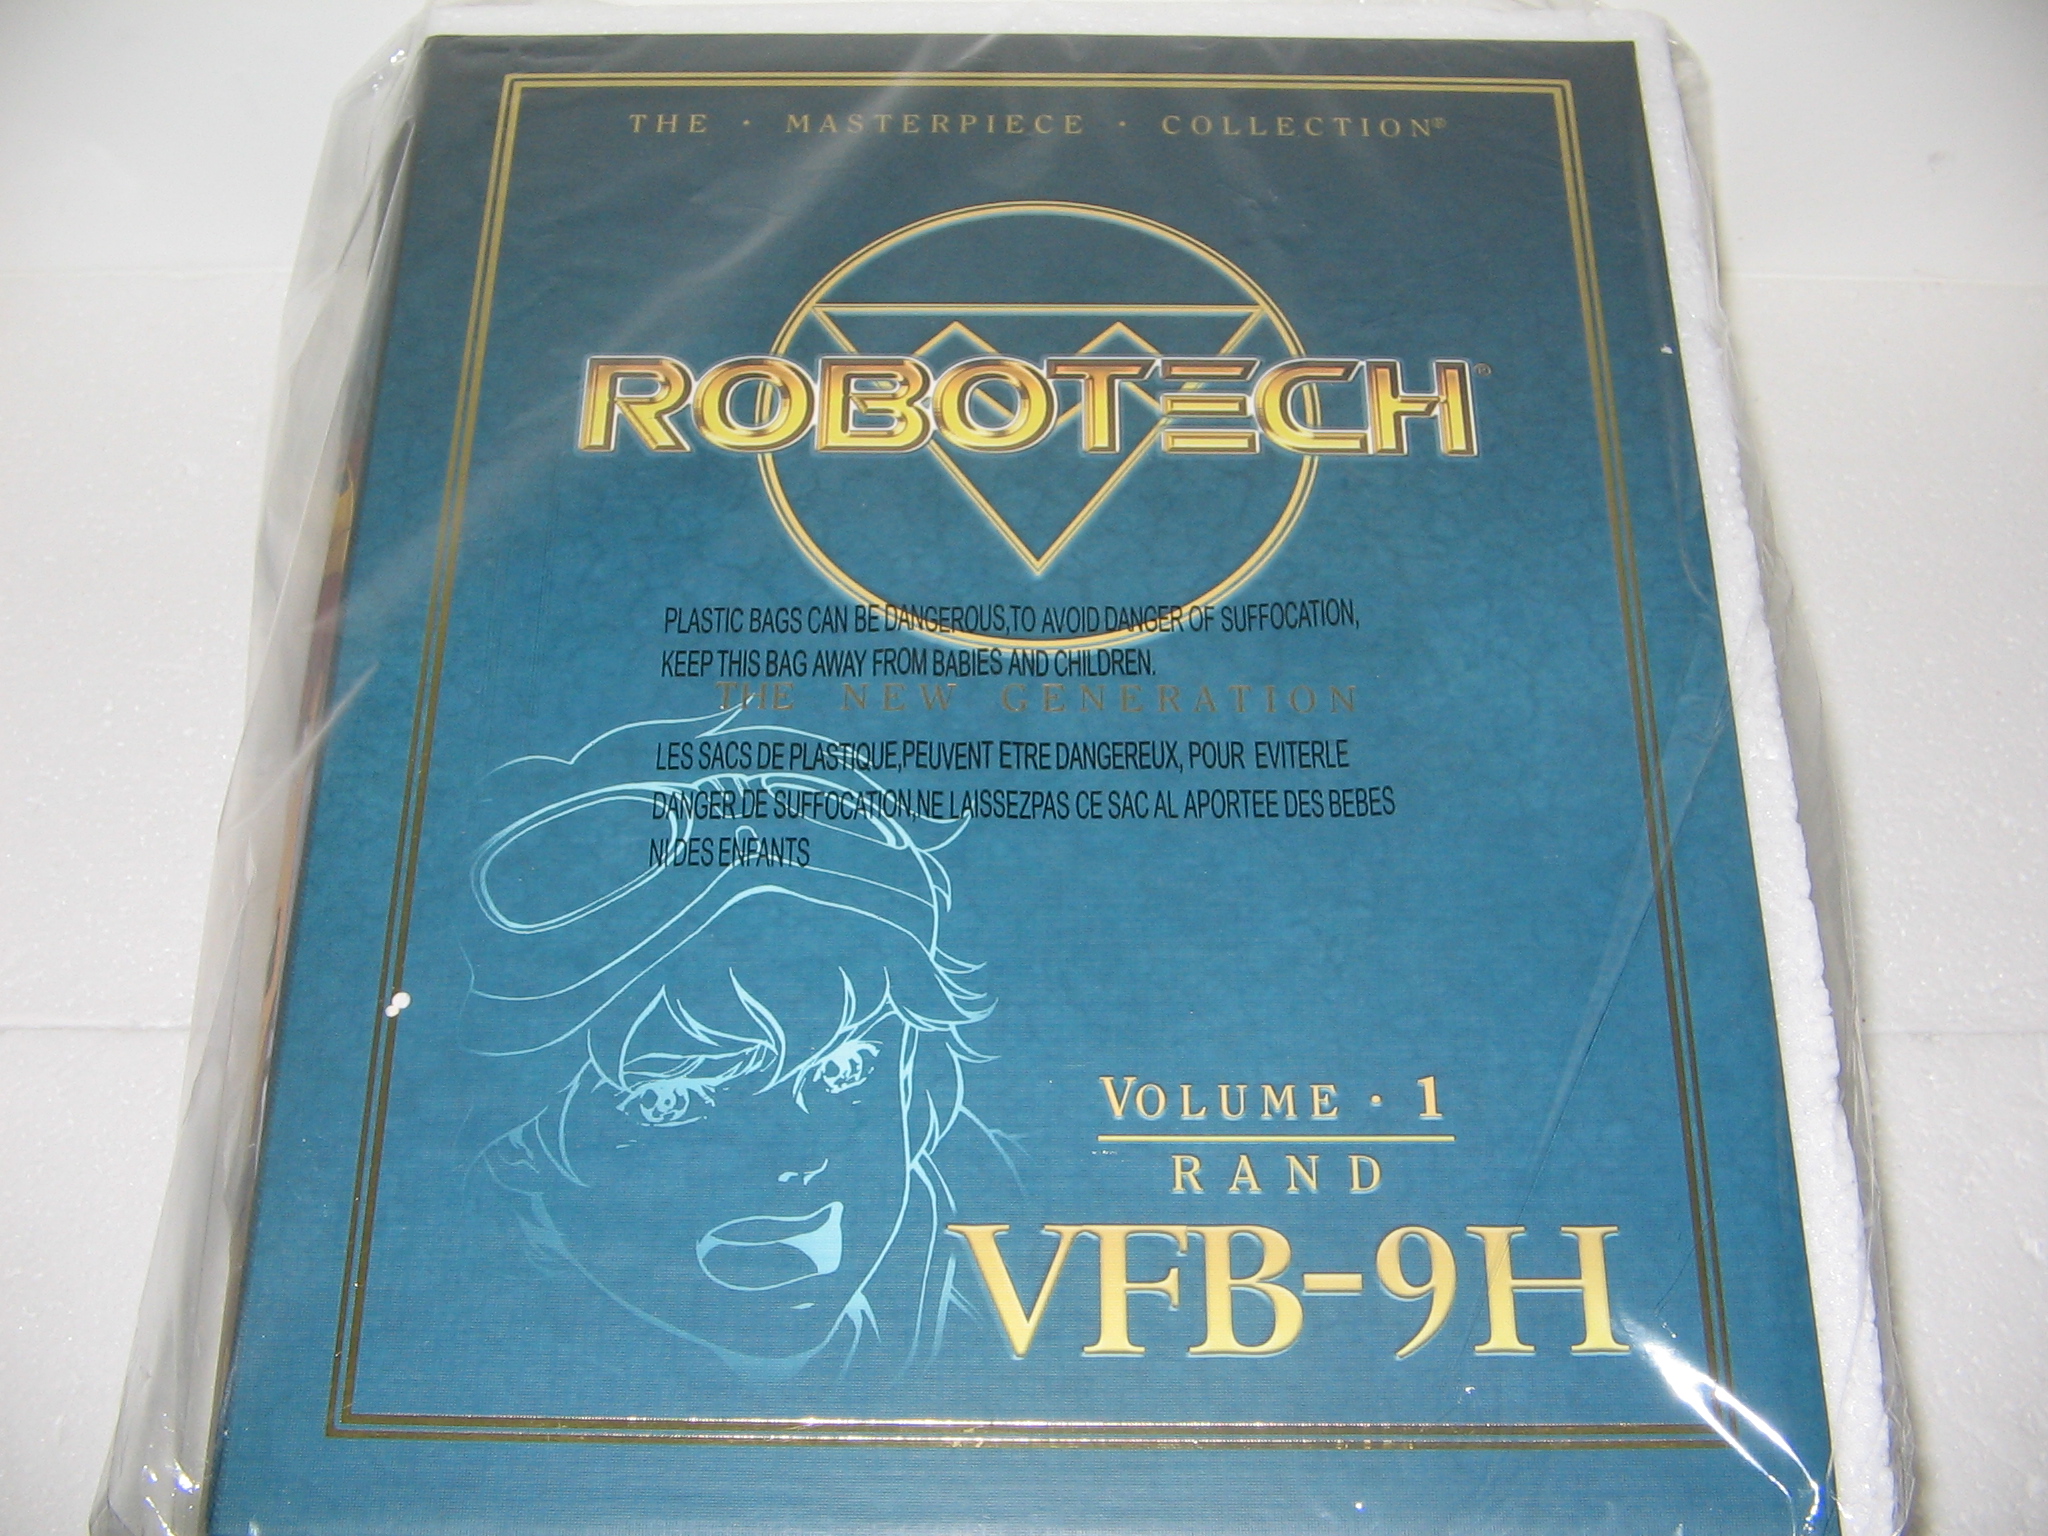 THE · MASTERPIECE · COLLECTION®
ROBOTECH®
PLASTIC BAGS CAN BE DANGEROUS,TO AVOID DANGER OF SUFFOCATION,
KEEP THIS BAG AWAY FROM BABIES AND CHILDREN.
THE NEW GENERATION
LES SACS DE PLASTIQUE,PEUVENT ETRE DANGEREUX, POUR EVITERLE
DANGER DE SUFFOCATION,NE LAISSEZPAS CE SAC AL APORTEE DES BEBES
NI DES ENFANTS
VOLUME · 1
RAND
VFB-9H